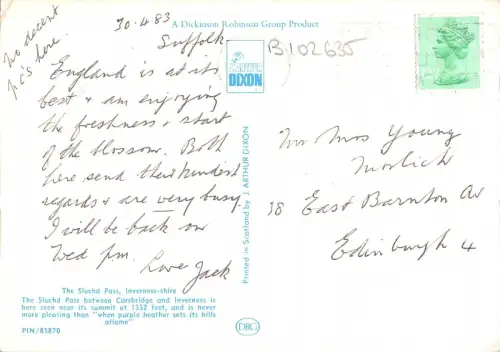 No decent
pc's here.
30.4.83
Suffolk
England is at its
best & am enjoying
the freshness & start
of the blossom. Both
here send their kindest
regards & are very busy.
I will be back on
Wed pm.
Love Jack
The Slochd Pass, Inverness-shire
The Slochd Pass between Carrbridge and Inverness is
here seen near its summit at 1332 feet, and is never
more pleasing than "when purple heather sets its hills
aflame"
PIN/85870
A Dickinson Robinson Group Product
ARTHUR
DIXON
B102635
Printed in Scotland by J. ARTHUR DIXON
DRG
Mr Mrs Young
38 East Barnton Av
Edinburgh 4